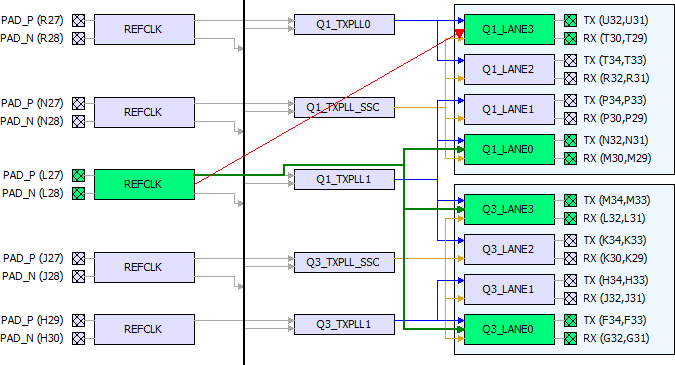 PAD_P (R27)
PAD_N (R28)
REFCLK
Q1_TXPLL0
Q1_LANE3
TX (U32,U31)
RX (T30,T29)
Q1_LANE2
TX (T34,T33)
RX (R32,R31)
PAD_P (N27)
PAD_N (N28)
REFCLK
Q1_TXPLL_SSC
Q1_LANE1
TX (P34,P33)
RX (P30,P29)
Q1_LANE0
TX (N32,N31)
RX (M30,M29)
PAD_P (L27)
PAD_N (L28)
REFCLK
Q1_TXPLL1
Q3_LANE3
TX (M34,M33)
RX (L32,L31)
Q3_LANE2
TX (K34,K33)
RX (K30,K29)
PAD_P (J27)
PAD_N (J28)
REFCLK
Q3_TXPLL_SSC
Q3_LANE1
TX (H34,H33)
RX (J32,J31)
PAD_P (H29)
PAD_N (H30)
REFCLK
Q3_TXPLL1
Q3_LANE0
TX (F34,F33)
RX (G32,G31)